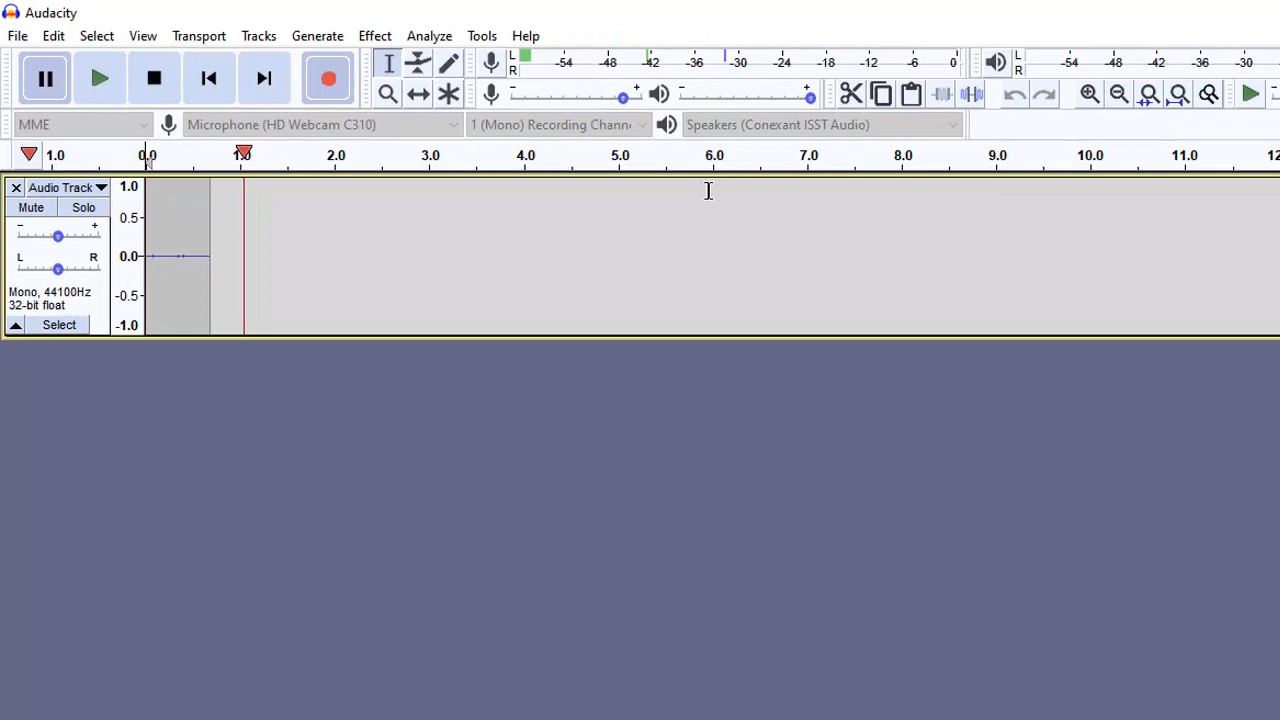 Audacity
File Edit Select View Transport Tracks Generate Effect Analyze Tools Help
L R -54 -48 -42 -36 -30 -24 -18 -12 -6 0 L R -54 -48 -42 -36 -30
- + - + -
MME Microphone (HD Webcam C310) 1 (Mono) Recording Chann Speakers (Conexant ISST Audio)
1.0 0.0 1.0 2.0 3.0 4.0 5.0 6.0 7.0 8.0 9.0 10.0 11.0 12
Audio Track 1.0
Mute Solo 0.5
- +
L R 0.0
Mono, 44100Hz -0.5
32-bit float
Select -1.0